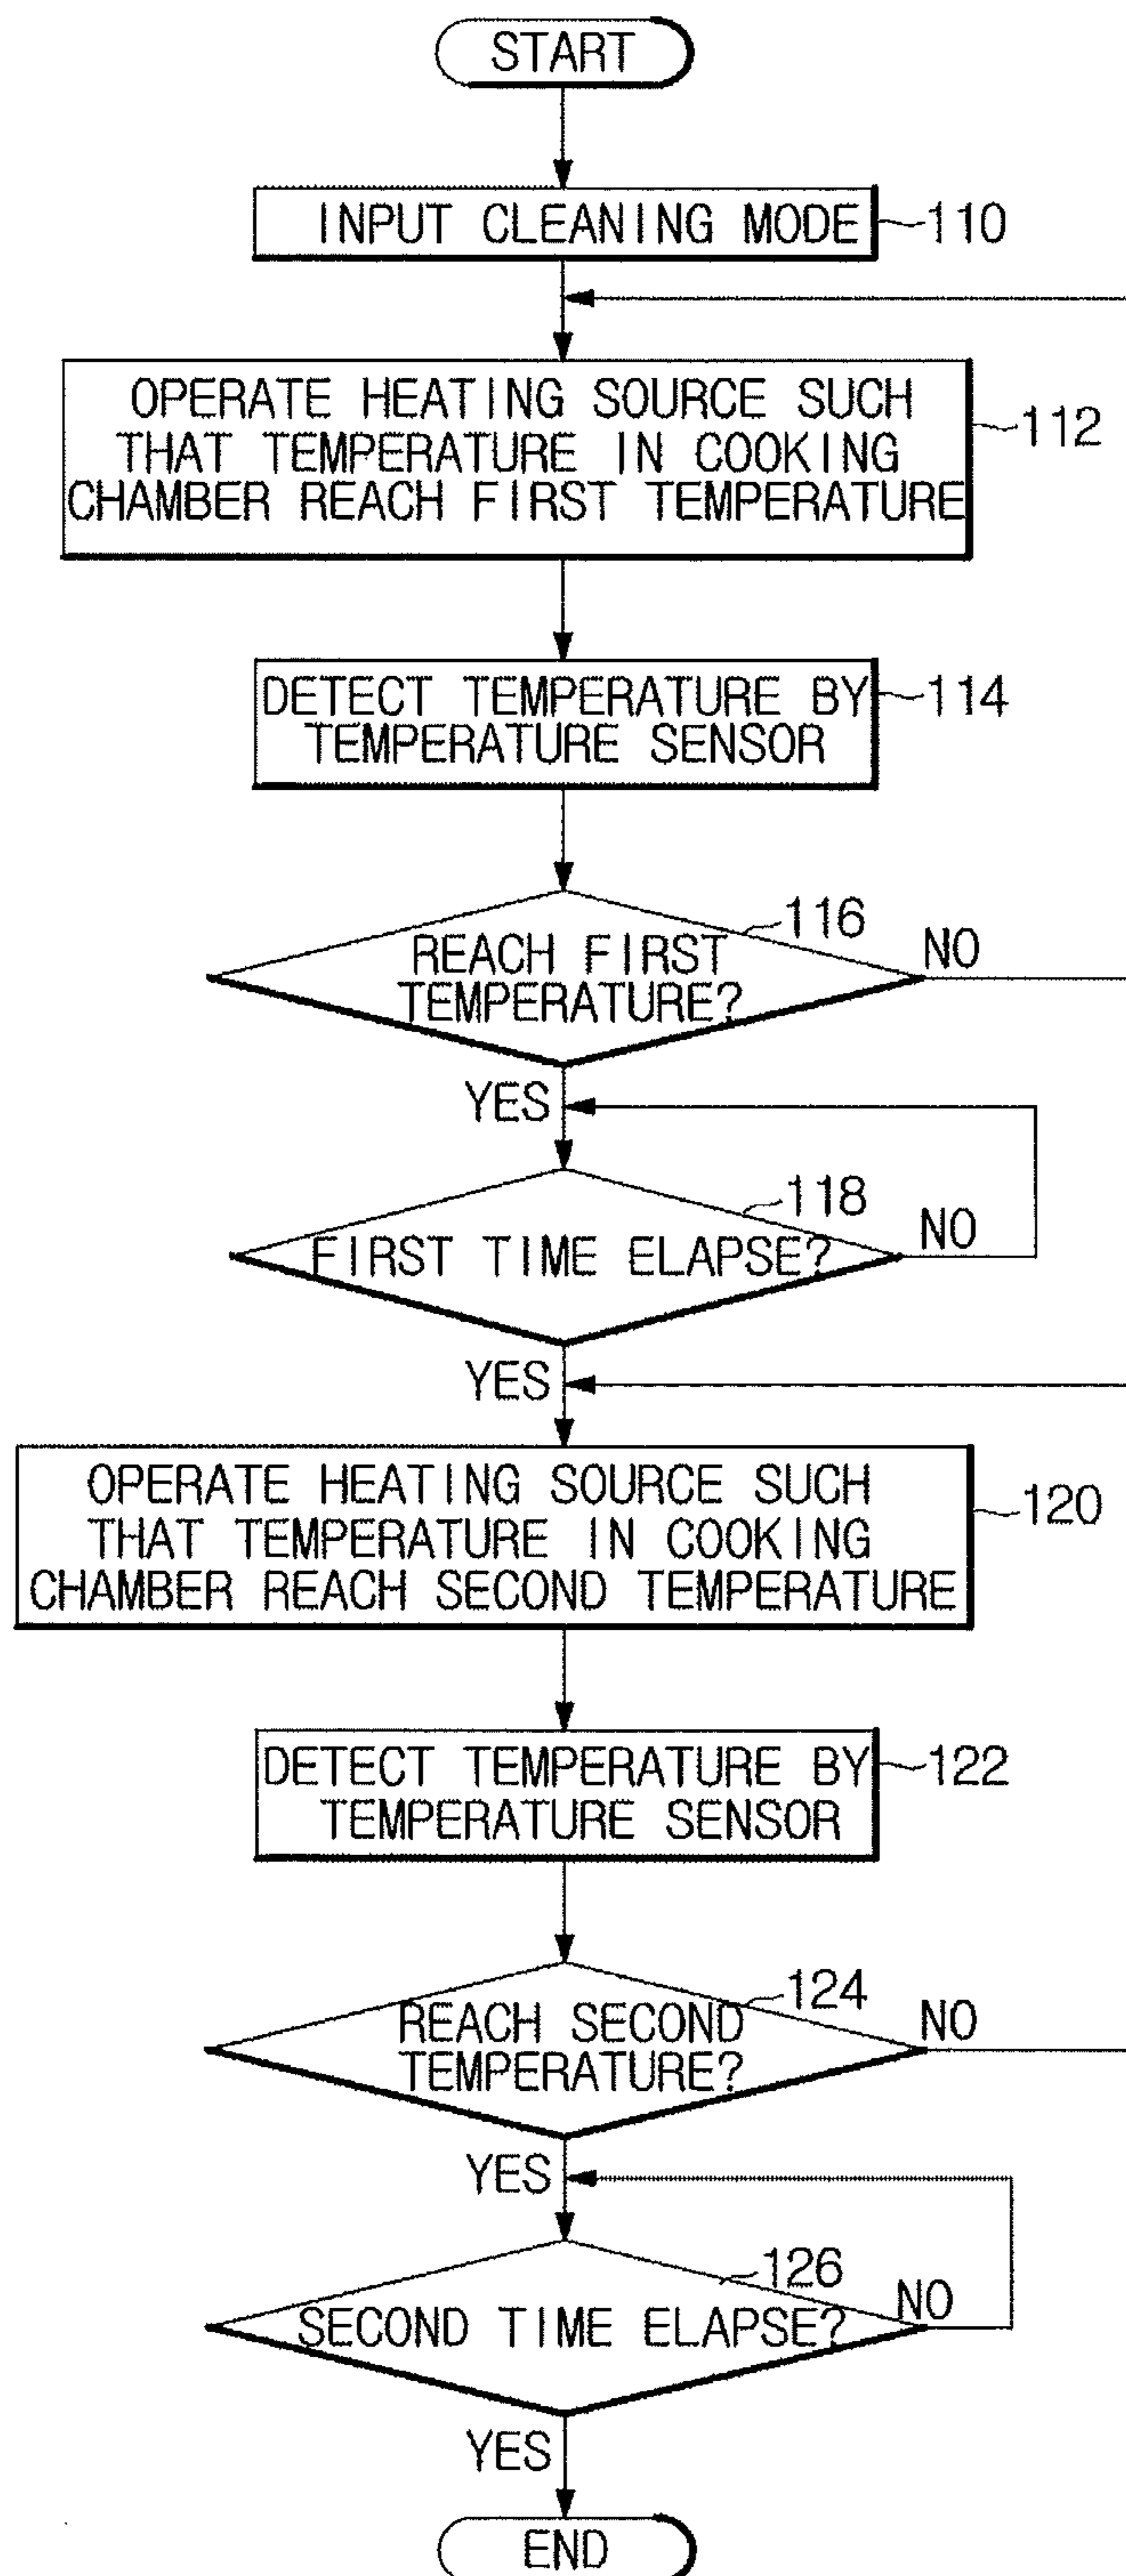 START
INPUT CLEANING MODE
110
OPERATE HEATING SOURCE SUCH
THAT TEMPERATURE IN COOKING
CHAMBER REACH FIRST TEMPERATURE
112
DETECT TEMPERATURE BY
TEMPERATURE SENSOR
114
REACH FIRST
TEMPERATURE?
116
NO
YES
FIRST TIME ELAPSE?
118
NO
YES
OPERATE HEATING SOURCE SUCH
THAT TEMPERATURE IN COOKING
CHAMBER REACH SECOND TEMPERATURE
120
DETECT TEMPERATURE BY
TEMPERATURE SENSOR
122
REACH SECOND
TEMPERATURE?
124
NO
YES
SECOND TIME ELAPSE?
126
NO
YES
END